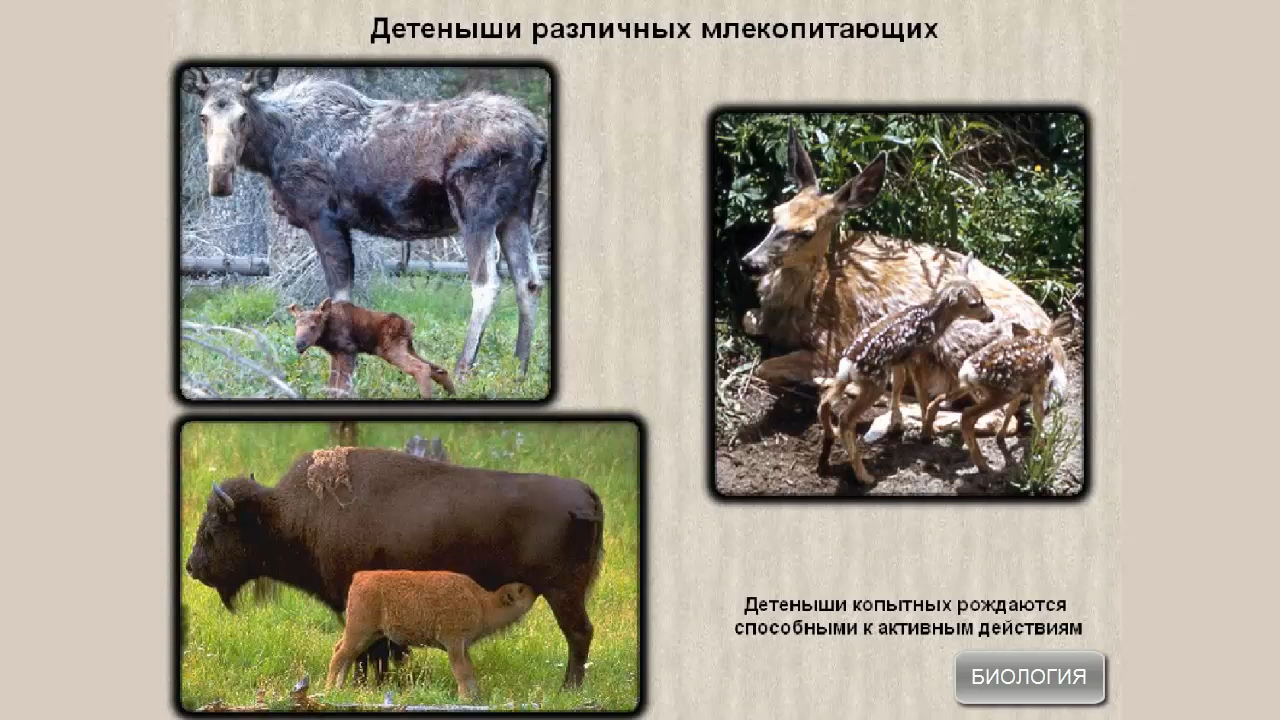 Детеныши различных млекопитающих
Детеныши копытных рождаются
способными к активным действиям
БИОЛОГИЯ